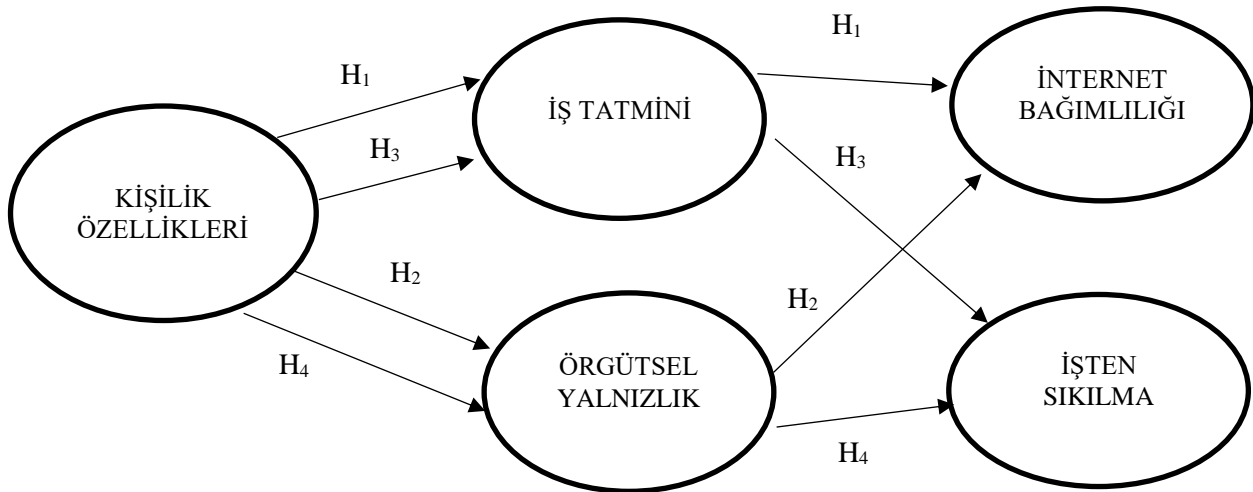 H₁
H₁
İŞ TATMİNİ
İNTERNET
BAĞIMLILIĞI
H₃
H₃
KİŞİLİK
ÖZELLİKLERİ
H₂
H₂
H₄
ÖRGÜTSEL
YALNIZLIK
İŞTEN
SIKILMA
H₄